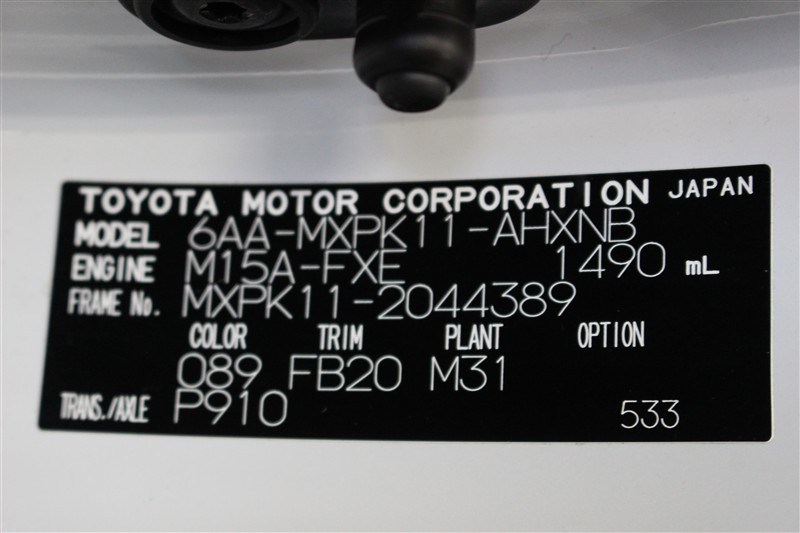 TOYOTA MOTOR CORPORATION JAPAN
MODEL 6AA-MXPK11-AHXNB
ENGINE M15A-FXE 1490 mL
FRAME No. MXPK11-2044389
COLOR TRIM PLANT OPTION
089 FB20 M31
TRANS./AXLE P910 533